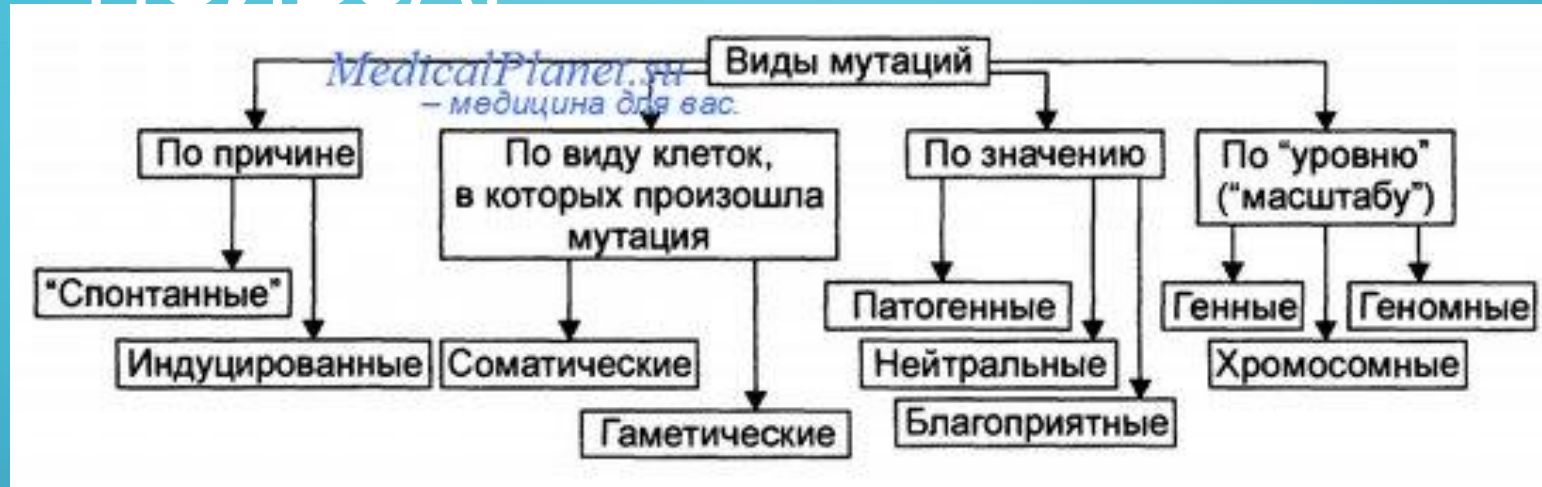 MedicalPlanet.su
– медицина для вас.
Виды мутаций
По причине
По виду клеток,
в которых произошла
мутация
По значению
По “уровню”
(“масштабу”)
“Спонтанные”
Индуцированные
Соматические
Гаметические
Патогенные
Нейтральные
Благоприятные
Генные
Хромосомные
Геномные